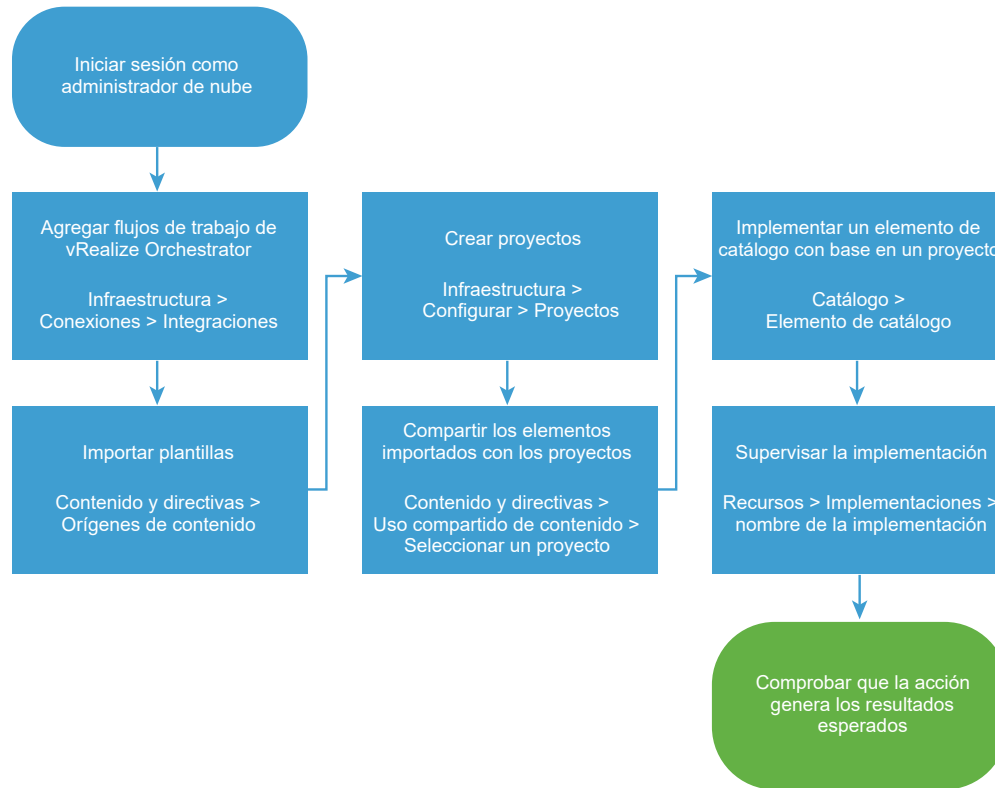 Iniciar sesión como
administrador de nube
Agregar flujos de trabajo de
vRealize Orchestrator
Infraestructura >
Conexiones > Integraciones
Importar plantillas
Contenido y directivas >
Orígenes de contenido
Crear proyectos
Infraestructura >
Configurar > Proyectos
Compartir los elementos
importados con los proyectos
Contenido y directivas >
Uso compartido de contenido >
Seleccionar un proyecto
Implementar un elemento de
catálogo con base en un proyecto
Catálogo >
Elemento de catálogo
Supervisar la implementación
Recursos > Implementaciones >
nombre de la implementación
Comprobar que la acción
genera los resultados
esperados